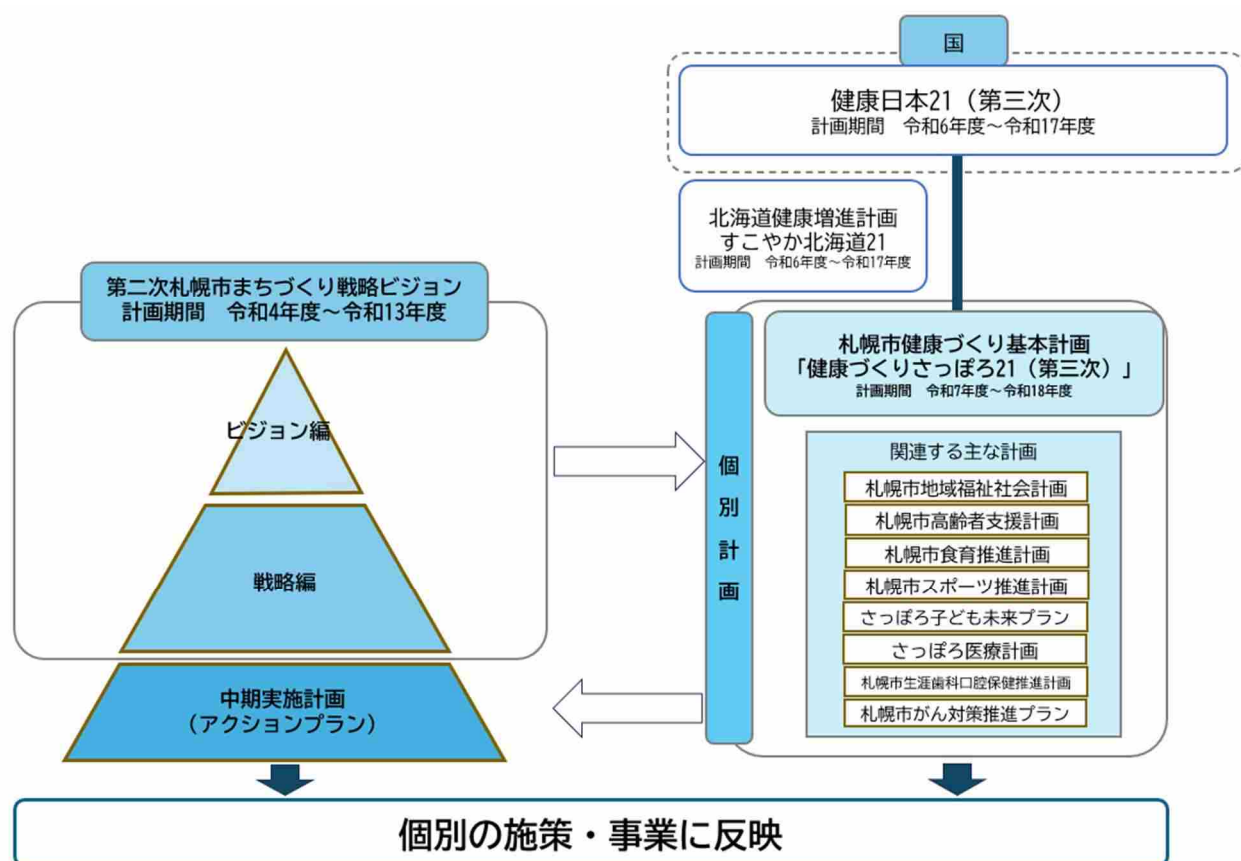 国
健康日本21（第三次）
計画期間　令和6年度～令和17年度
北海道健康増進計画
すこやか北海道21
計画期間　令和6年度～令和17年度
第二次札幌市まちづくり戦略ビジョン
計画期間　令和4年度～令和13年度
ビジョン編
戦略編
中期実施計画
（アクションプラン）
個別計画
札幌市健康づくり基本計画
「健康づくりさっぽろ21（第三次）」
計画期間　令和7年度～令和18年度
関連する主な計画
札幌市地域福祉社会計画
札幌市高齢者支援計画
札幌市食育推進計画
札幌市スポーツ推進計画
さっぽろ子ども未来プラン
さっぽろ医療計画
札幌市生涯歯科口腔保健推進計画
札幌市がん対策推進プラン
個別の施策・事業に反映